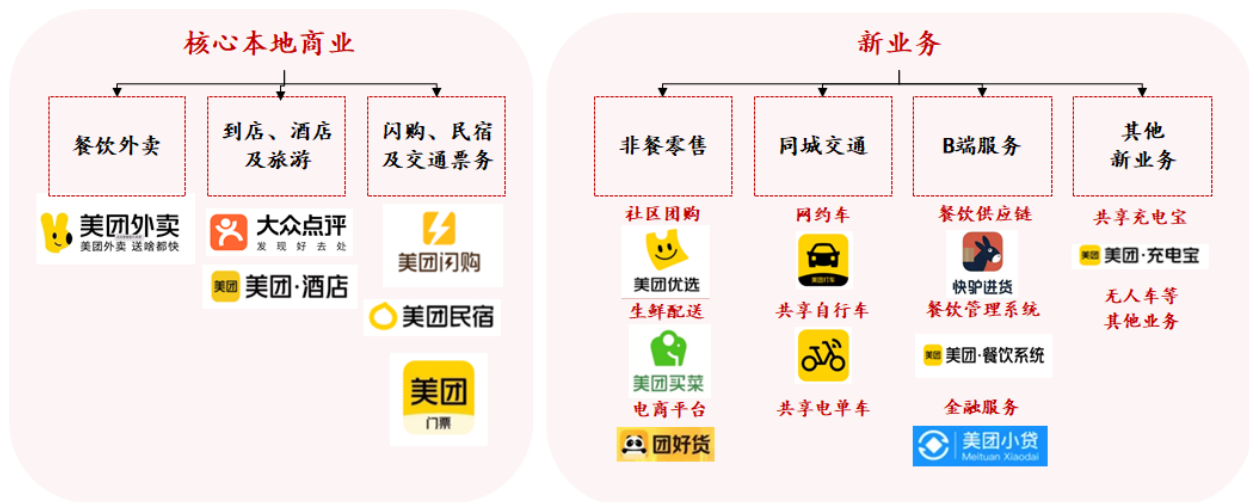 核心本地商业
餐饮外卖
到店、酒店
及旅游
闪购、民宿
及交通票务
美团外卖
美团外卖 送啥都快
大众点评
发现好去处
美团 美团·酒店
美团闪购
美团民宿
美团
门票
新业务
非餐零售
同城交通
B端服务
其他
新业务
社区团购
美团优选
生鲜配送
美团买菜
电商平台
团好货
网约车
美团打车
共享自行车
共享电单车
餐饮供应链
快驴进货
餐饮管理系统
美团 美团·餐饮系统
金融服务
美团小贷
Meituan Xiaodai
共享充电宝
美团 美团·充电宝
无人车等
其他业务